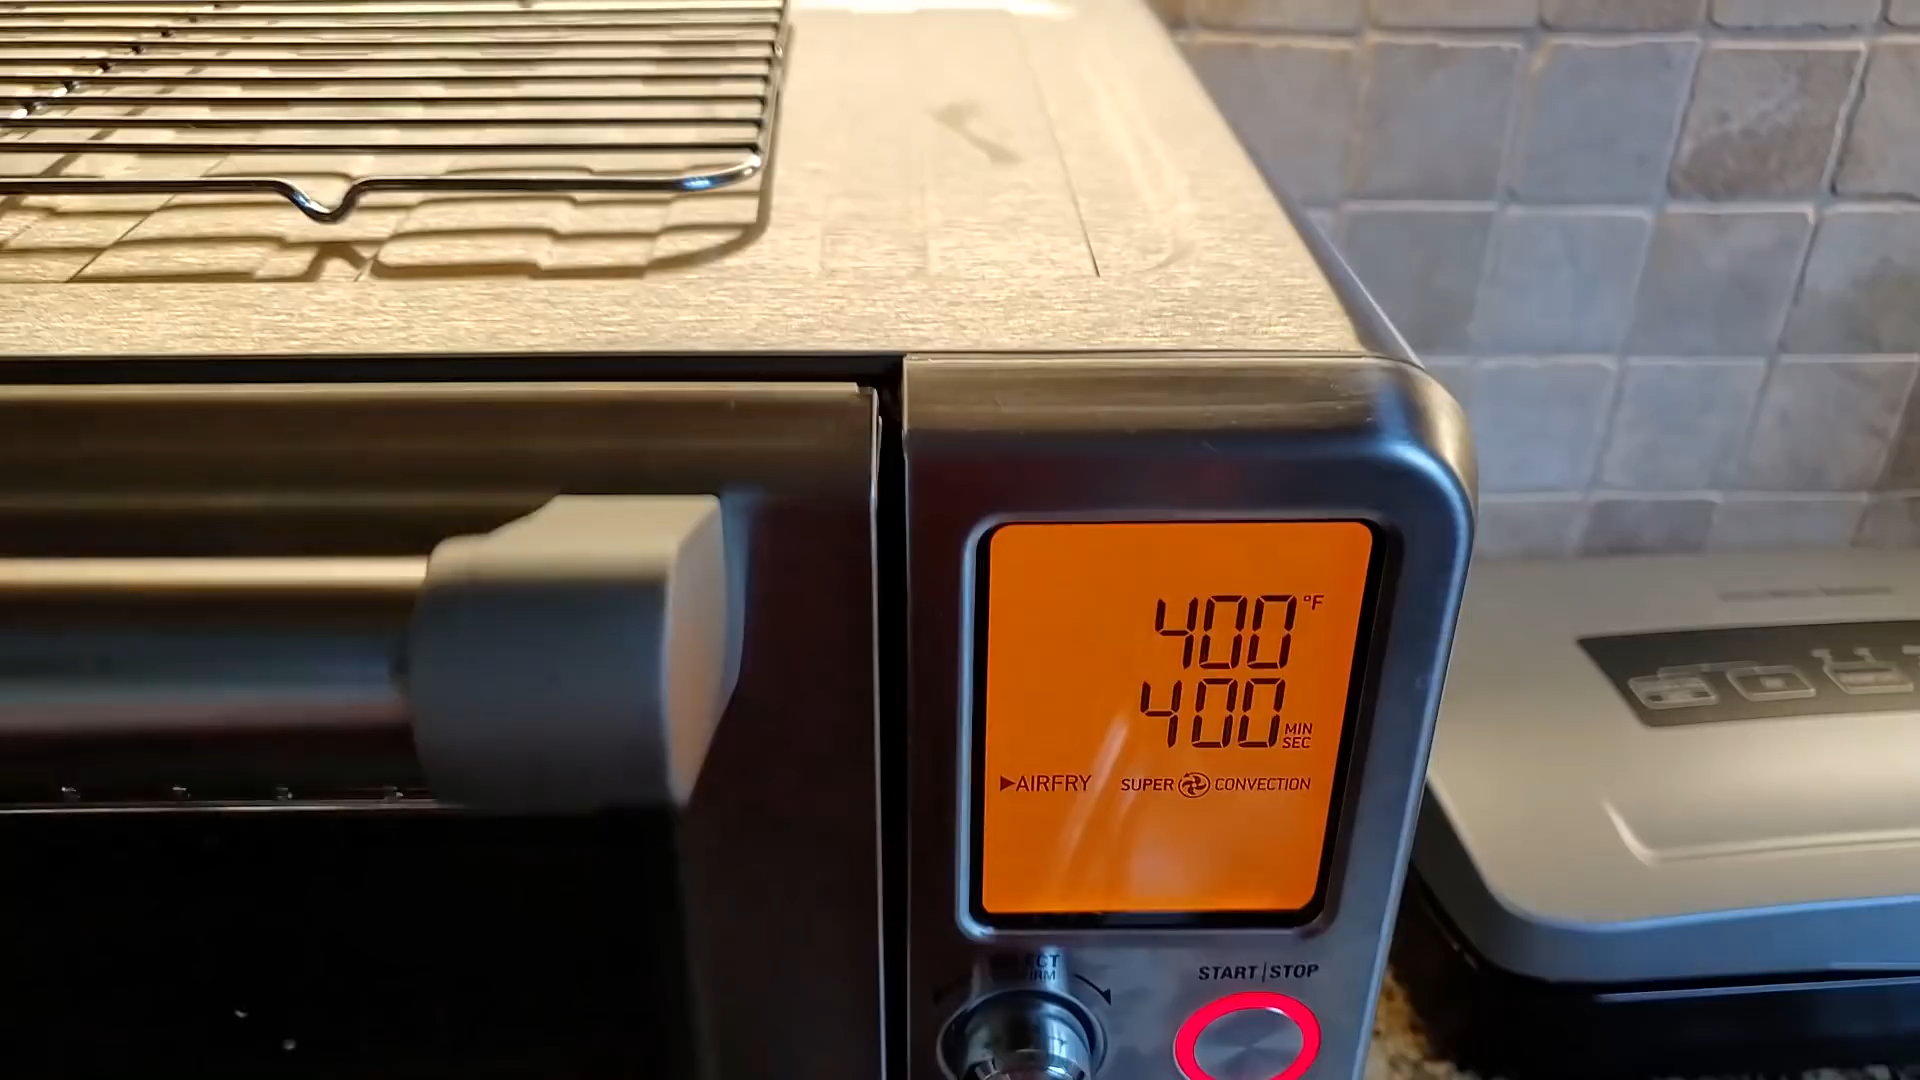 400 °F
400 MIN
SEC
▶AIRFRY SUPER CONVECTION
START|STOP